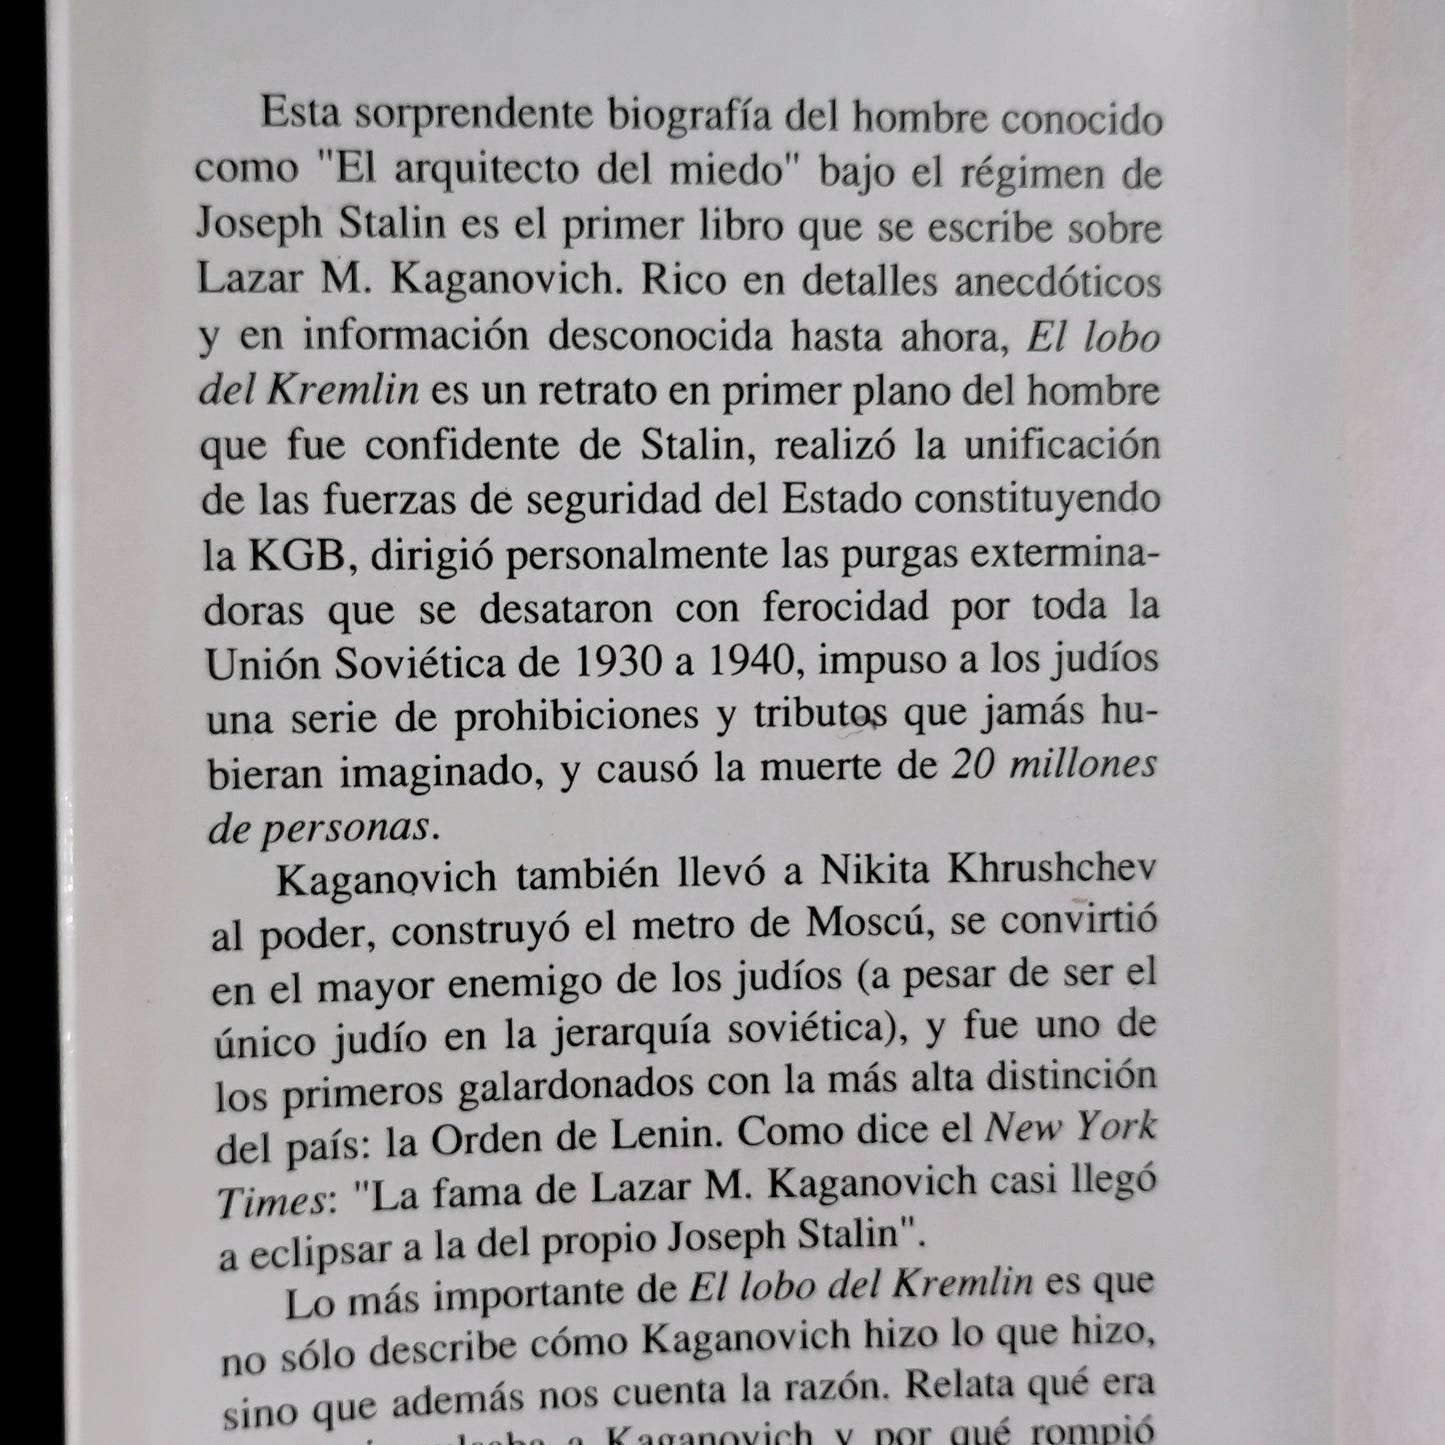 Esta sorprendente biografía del hombre conocido
como "El arquitecto del miedo" bajo el régimen de
Joseph Stalin es el primer libro que se escribe sobre
Lazar M. Kaganovich. Rico en detalles anecdóticos
y en información desconocida hasta ahora, El lobo
del Kremlin es un retrato en primer plano del hombre
que fue confidente de Stalin, realizó la unificación
de las fuerzas de seguridad del Estado constituyendo
la KGB, dirigió personalmente las purgas extermina-
doras que se desataron con ferocidad por toda la
Unión Soviética de 1930 a 1940, impuso a los judíos
una serie de prohibiciones y tributos que jamás hu-
bieran imaginado, y causó la muerte de 20 millones
de personas.
Kaganovich también llevó a Nikita Khrushchev
al poder, construyó el metro de Moscú, se convirtió
en el mayor enemigo de los judíos (a pesar de ser el
único judío en la jerarquía soviética), y fue uno de
los primeros galardonados con la más alta distinción
del país: la Orden de Lenin. Como dice el New York
Times: "La fama de Lazar M. Kaganovich casi llegó
a eclipsar a la del propio Joseph Stalin".
Lo más importante de El lobo del Kremlin es que
no sólo describe cómo Kaganovich hizo lo que hizo,
sino que además nos cuenta la razón. Relata qué era
a Kaganovich y por qué rompió